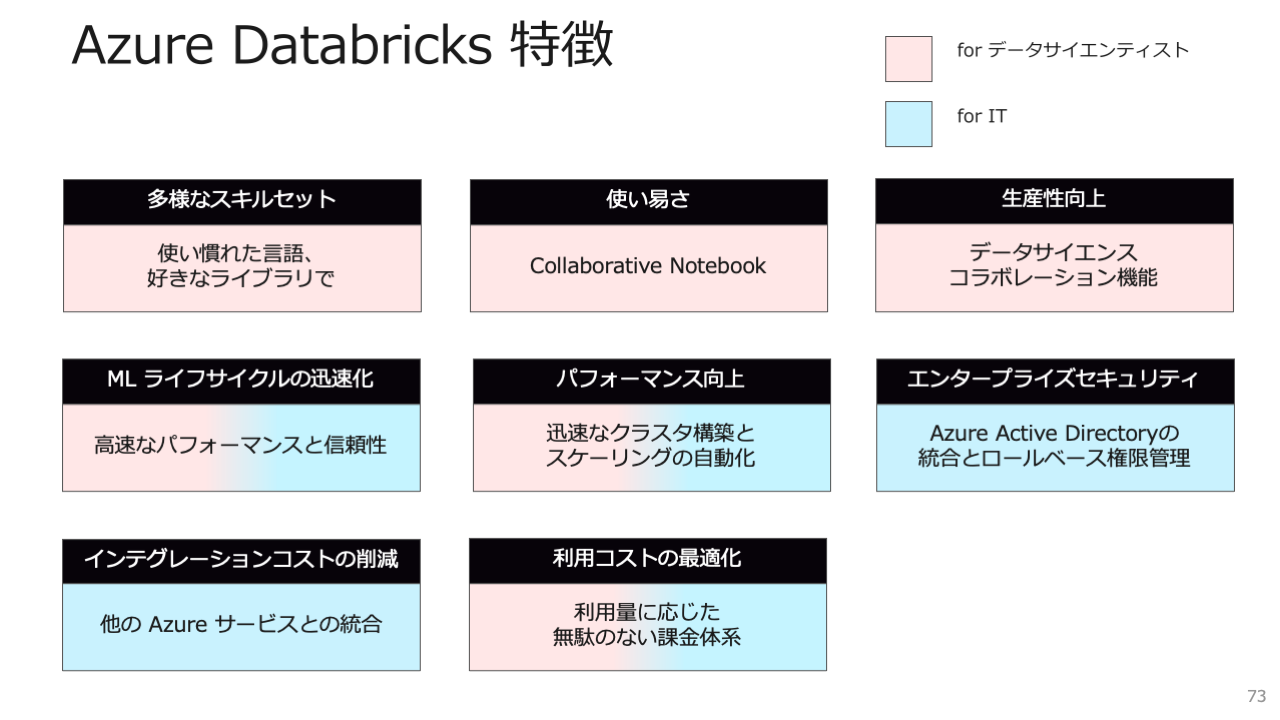 Azure Databricks 特徴
for データサイエンティスト
for IT
多様なスキルセット
使い慣れた言語、
好きなライブラリで
使い易さ
Collaborative Notebook
生産性向上
データサイエンス
コラボレーション機能
ML ライフサイクルの迅速化
高速なパフォーマンスと信頼性
パフォーマンス向上
迅速なクラスタ構築と
スケーリングの自動化
エンタープライズセキュリティ
Azure Active Directoryの
統合とロールベース権限管理
インテグレーションコストの削減
他の Azure サービスとの統合
利用コストの最適化
利用量に応じた
無駄のない課金体系
73